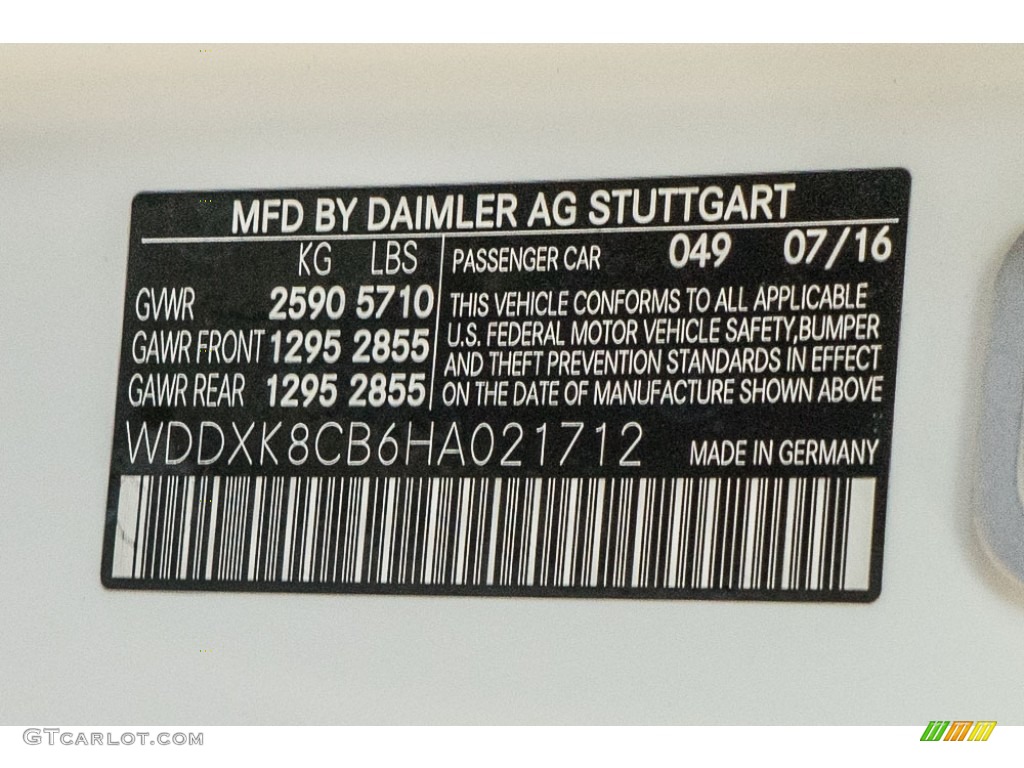 MFD BY DAIMLER AG STUTTGART
KG LBS
GVWR 2590 5710
GAWR FRONT 1295 2855
GAWR REAR 1295 2855
PASSENGER CAR 049 07/16
THIS VEHICLE CONFORMS TO ALL APPLICABLE
U.S. FEDERAL MOTOR VEHICLE SAFETY,BUMPER
AND THEFT PREVENTION STANDARDS IN EFFECT
ON THE DATE OF MANUFACTURE SHOWN ABOVE
WDDXK8CB6HA021712 MADE IN GERMANY
GTCARLOT.COM